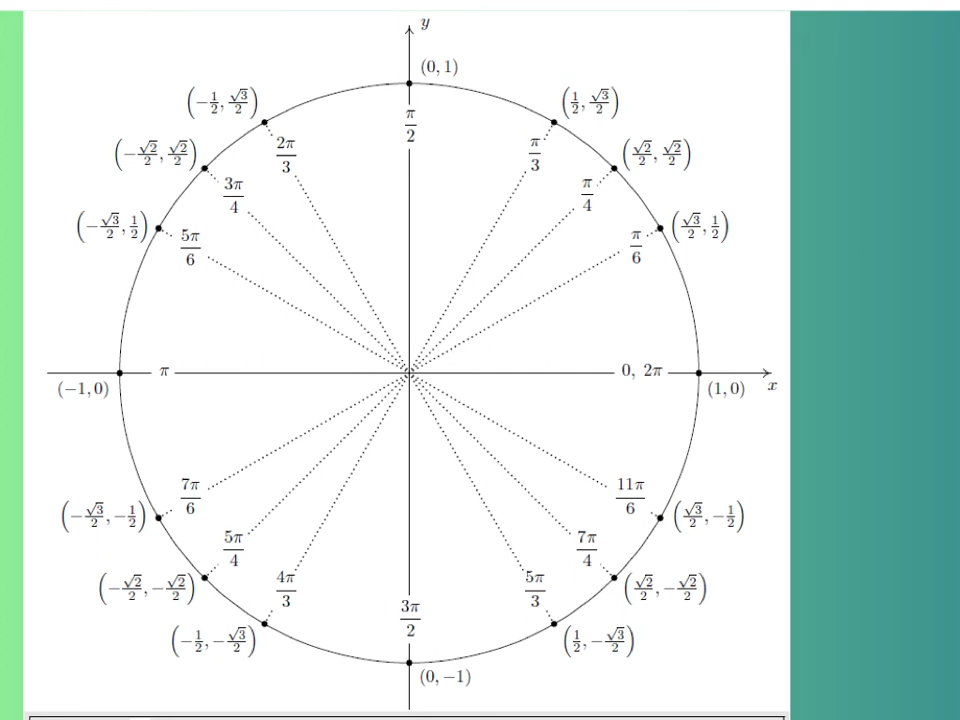 y
(0, 1)
(−1/2, √3/2)
(1/2, √3/2)
π/2
2π/3
π/3
(−√2/2, √2/2)
(√2/2, √2/2)
3π/4
π/4
(−√3/2, 1/2)
(√3/2, 1/2)
5π/6
π/6
π
0, 2π
(−1, 0)
(1, 0)
x
7π/6
11π/6
(−√3/2, −1/2)
(√3/2, −1/2)
5π/4
7π/4
(−√2/2, −√2/2)
(√2/2, −√2/2)
4π/3
5π/3
3π/2
(−1/2, −√3/2)
(1/2, −√3/2)
(0, −1)